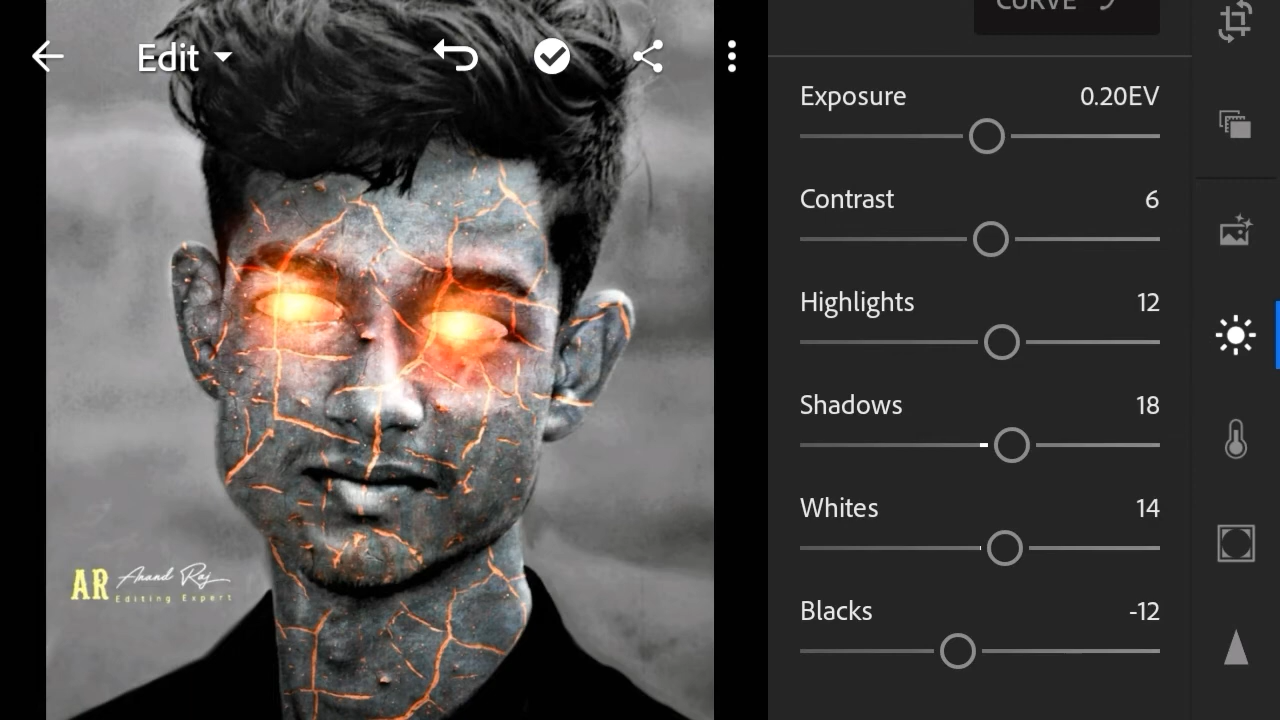 CURVE
Edit
Exposure 0.20EV
Contrast 6
Highlights 12
Shadows 18
Whites 14
Blacks -12
AR Anand Raj
Editing Expert